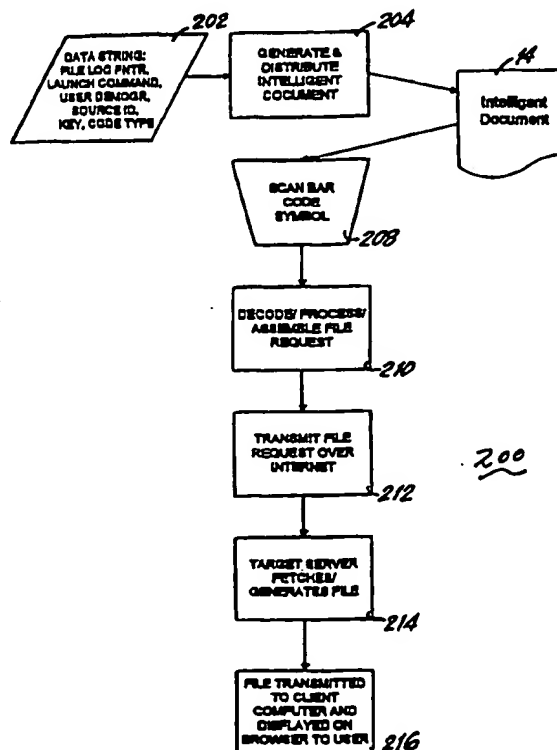 202
DATA STRING:
FILE LOG PNTR,
LAUNCH COMMAND,
USER DEMOGR,
SOURCE ID,
KEY, CODE TYPE
204
GENERATE &
DISTRIBUTE
INTELLIGENT
DOCUMENT
14
Intelligent
Document
SCAN BAR
CODE
SYMBOL
208
DECODE/ PROCESS/
ASSEMBLE FILE
REQUEST
210
TRANSMIT FILE
REQUEST OVER
INTERNET
212
200
TARGET SERVER
FETCHES/
GENERATES FILE
214
FILE TRANSMITTED
TO CLIENT
COMPUTER AND
DISPLAYED ON
BROWSER TO USER
216